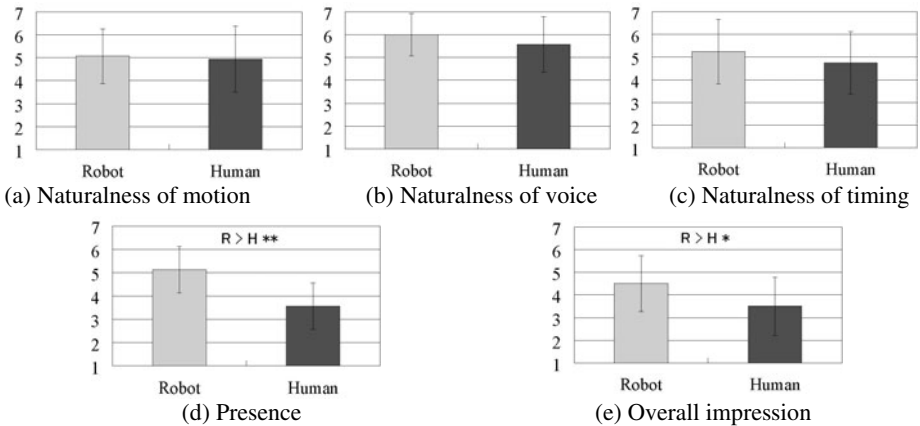 7
6
5
4
3
2
1
Robot
Human
(a) Naturalness of motion
7
6
5
4
3
2
1
Robot
Human
(b) Naturalness of voice
7
6
5
4
3
2
1
Robot
Human
(c) Naturalness of timing
R > H **
7
6
5
4
3
2
1
Robot
Human
(d) Presence
R > H *
7
6
5
4
3
2
1
Robot
Human
(e) Overall impression